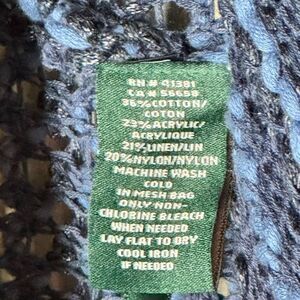 RN # 41381
CA # 56658
36%COTTON/
COTON
23%ACRYLIC/
ACRYLIQUE
21%LINEN/LIN
20%NYLON/NYLON
MACHINE WASH
COLD
IN MESH BAG
ONLY NON-
CHLORINE BLEACH
WHEN NEEDED
LAY FLAT TO DRY
COOL IRON
IF NEEDED